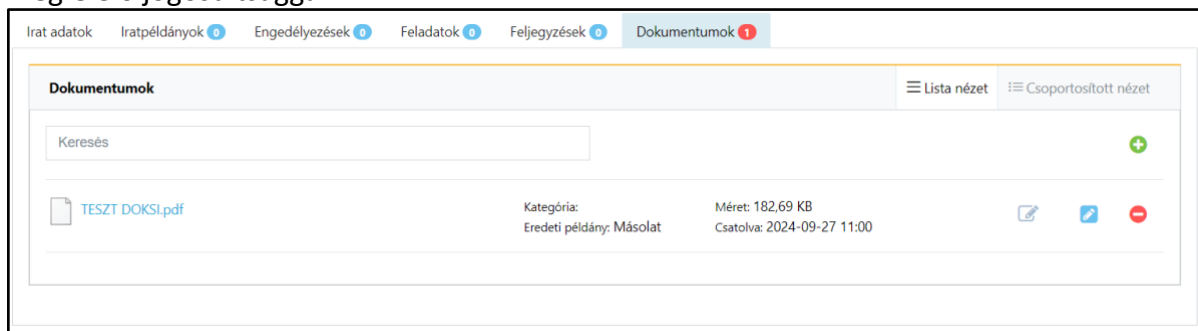 Irat adatok Iratpéldányok 0 Engedélyezések 0 Feladatok 0 Feljegyzések 0 Dokumentumok 1
Dokumentumok Lista nézet Csoportosított nézet
Keresés
TESZT DOKSI.pdf Kategória: Méret: 182,69 KB
Eredeti példány: Másolat Csatolva: 2024-09-27 11:00